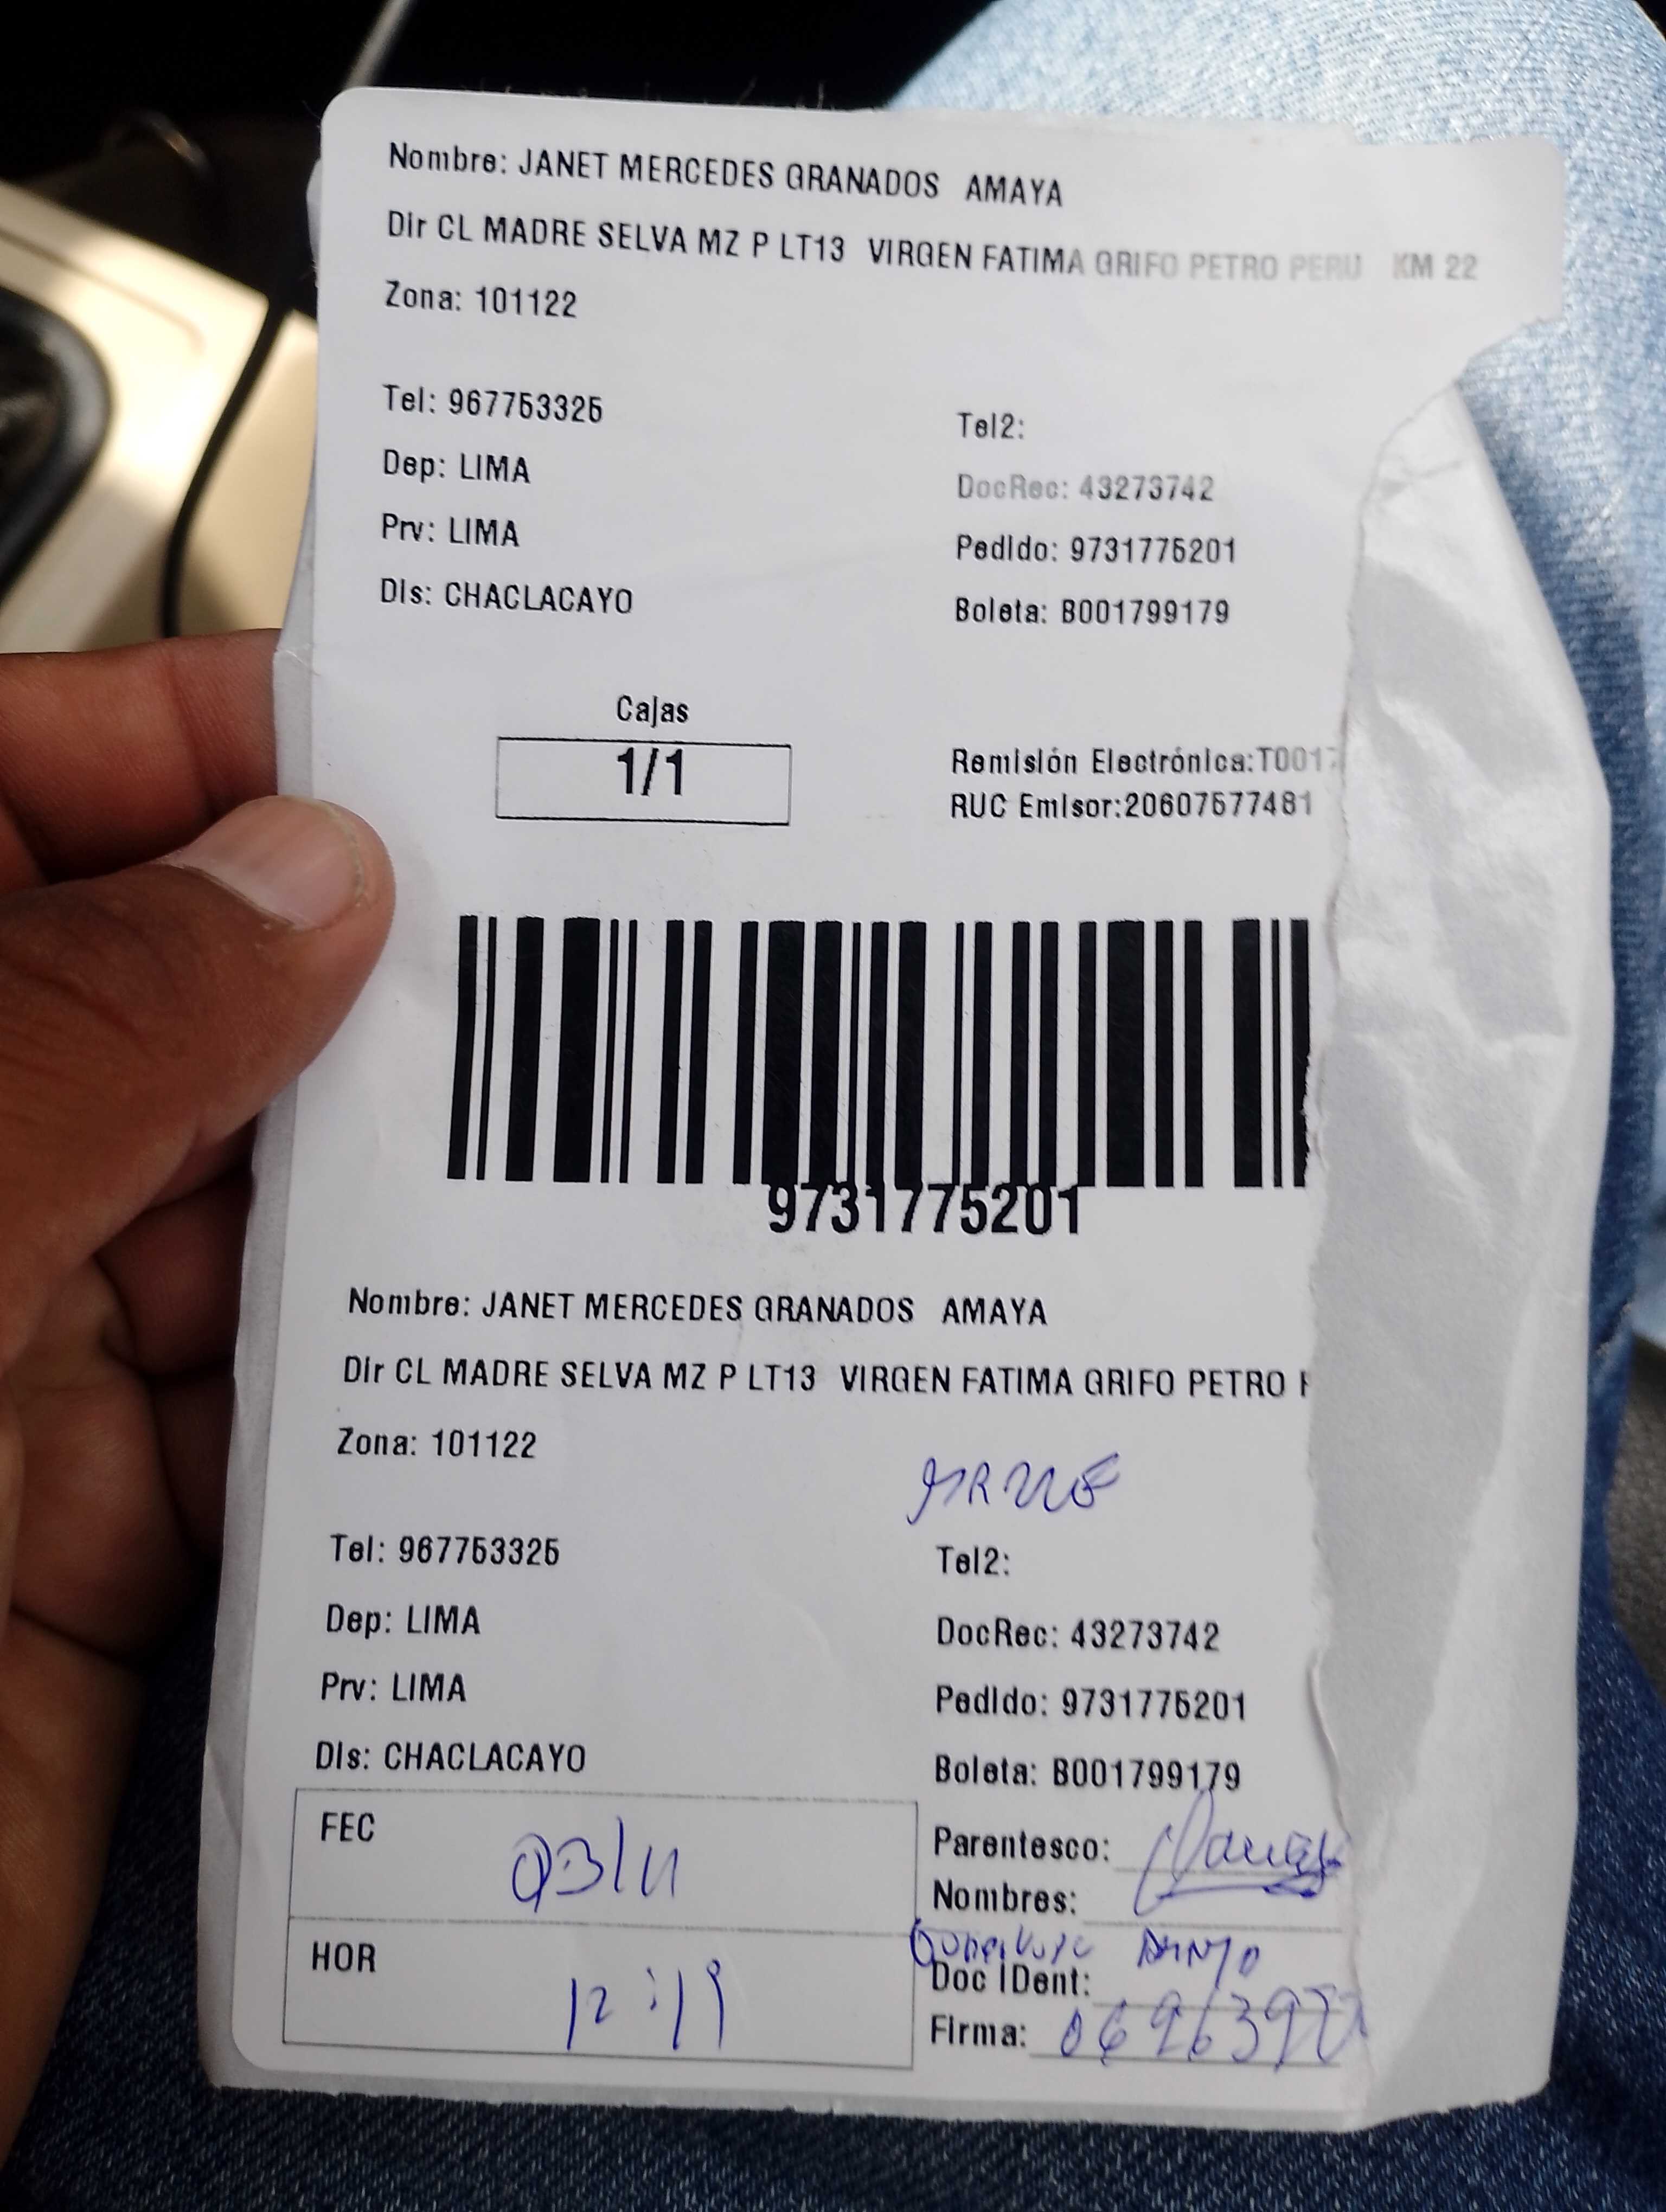 Nombre: JANET MERCEDES GRANADOS AMAYA
Dir CL MADRE SELVA MZ P LT13 VIRGEN FATIMA GRIFO PETRO PERU KM 22
Zona: 101122
Tel: 967753325
Tel2:
Dep: LIMA
DocRec: 43273742
Prv: LIMA
Pedido: 9731775201
Dis: CHACLACAYO
Boleta: B001799179
Cajas
1/1
Remisión Electrónica:T001
RUC Emisor:20607577481
9731775201
Nombre: JANET MERCEDES GRANADOS AMAYA
Dir CL MADRE SELVA MZ P LT13 VIRGEN FATIMA GRIFO PETRO
Zona: 101122
Tel: 967753325
Tel2:
Dep: LIMA
DocRec: 43273742
Prv: LIMA
Pedido: 9731775201
Dis: CHACLACAYO
Boleta: B001799179
FEC 03/11
Parentesco:
Nombres:
HOR 12:19
Doc IDent:
Firma: